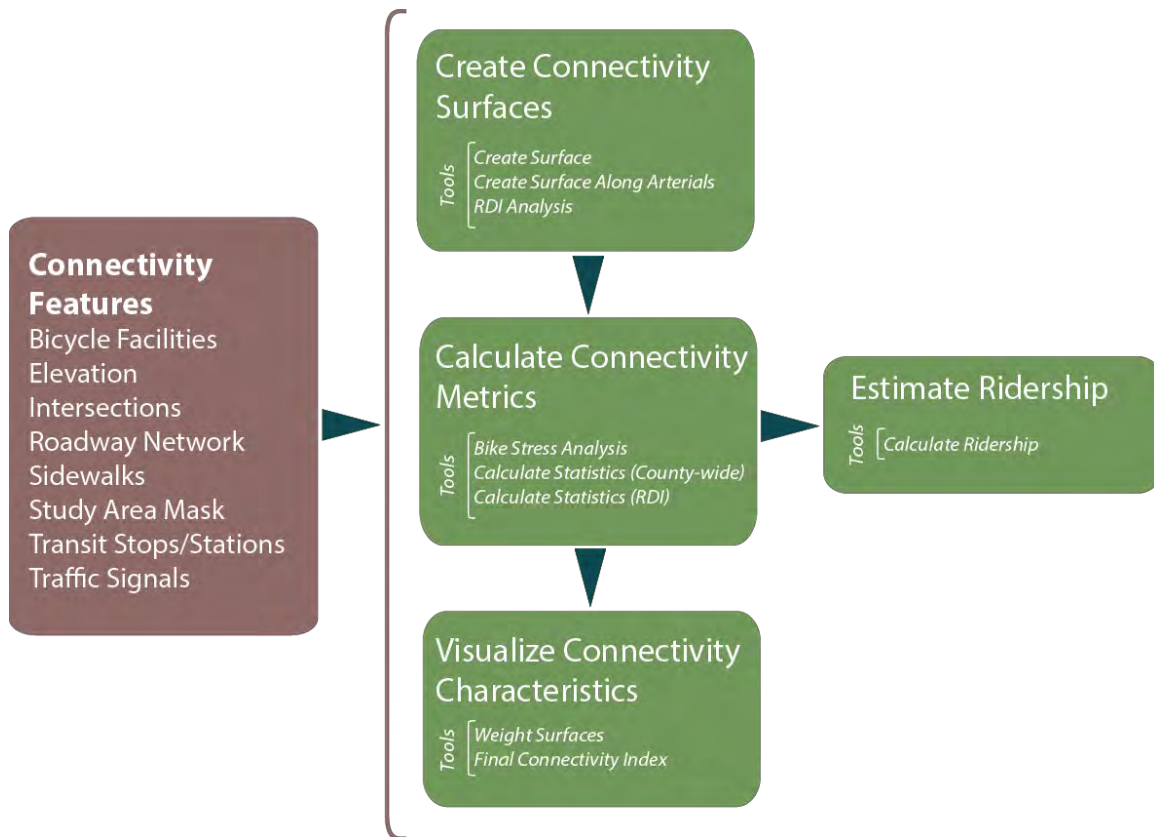 Connectivity
Features
Bicycle Facilities
Elevation
Intersections
Roadway Network
Sidewalks
Study Area Mask
Transit Stops/Stations
Traffic Signals
Create Connectivity
Surfaces
Tools
Create Surface
Create Surface Along Arterials
RDI Analysis
Calculate Connectivity
Metrics
Tools
Bike Stress Analysis
Calculate Statistics (County-wide)
Calculate Statistics (RDI)
Estimate Ridership
Tools
Calculate Ridership
Visualize Connectivity
Characteristics
Tools
Weight Surfaces
Final Connectivity Index